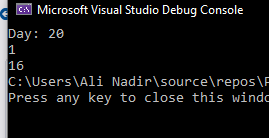 Microsoft Visual Studio Debug Console
Day: 20
1
16
C:\Users\Ali Nadir\source\repos\
Press any key to close this